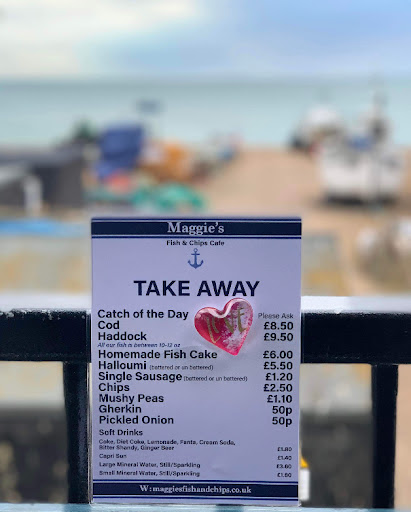 Maggie's
Fish & Chips Cafe
TAKE AWAY
Catch of the Day Please Ask
Cod £8.50
Haddock £9.50
All our fish is between 10-12 oz
Homemade Fish Cake £6.00
Halloumi (battered or un battered) £5.50
Single Sausage (battered or un battered) £1.20
Chips £2.50
Mushy Peas £1.10
Gherkin 50p
Pickled Onion 50p
Soft Drinks
Coke, Diet Coke, Lemonade, Fanta, Cream Soda,
Bitter Shandy, Ginger Beer £1.80
Capri Sun £1.40
Large Mineral Water, Still/Sparkling £3.60
Small Mineral Water, Still/Sparkling £1.60
W: maggiesfishandchips.co.uk